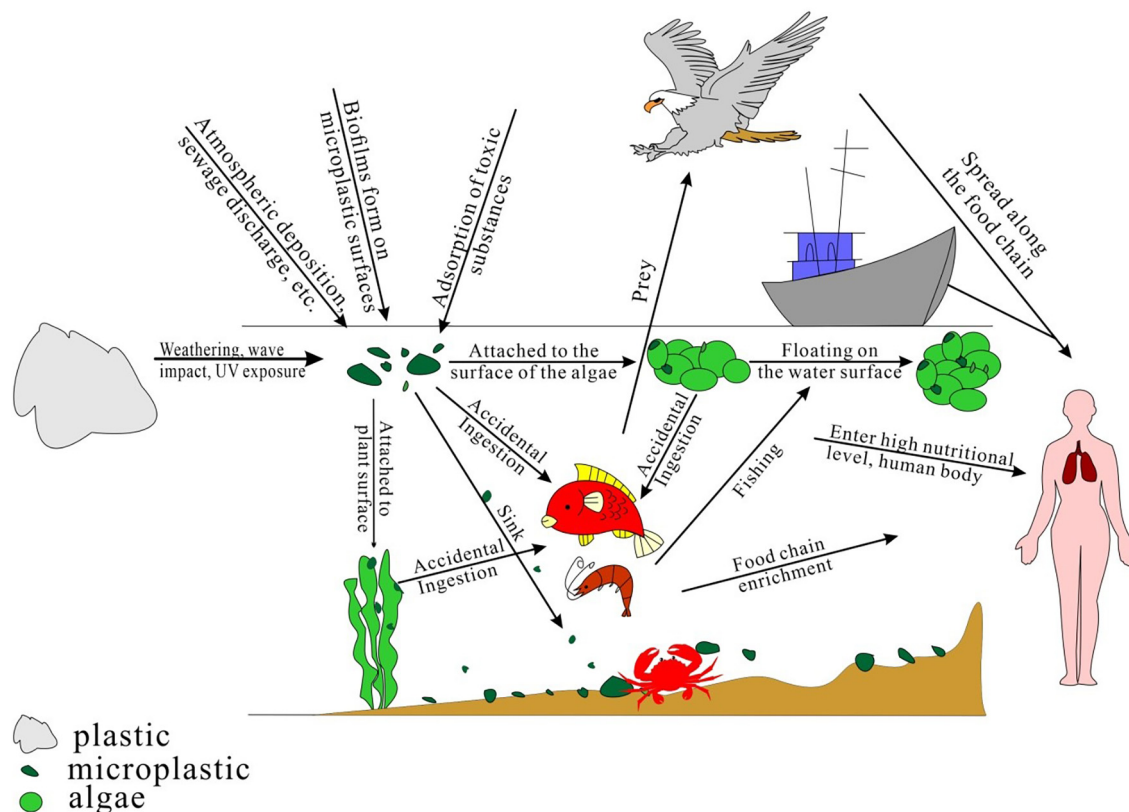 Atmospheric deposition,
sewage discharge, etc.
Biofilms form on
microplastic surfaces
Adsorption of toxic
substances
Spread along
the food chain
Prey
Weathering, wave
impact, UV exposure
Attached to the
surface of the algae
Floating on
the water surface
Attached to
plant surface
Accidental
Ingestion
Accidental
Ingestion
Sink
Fishing
Enter high nutritional
level, human body
Accidental
Ingestion
Food chain
enrichment
plastic
microplastic
algae